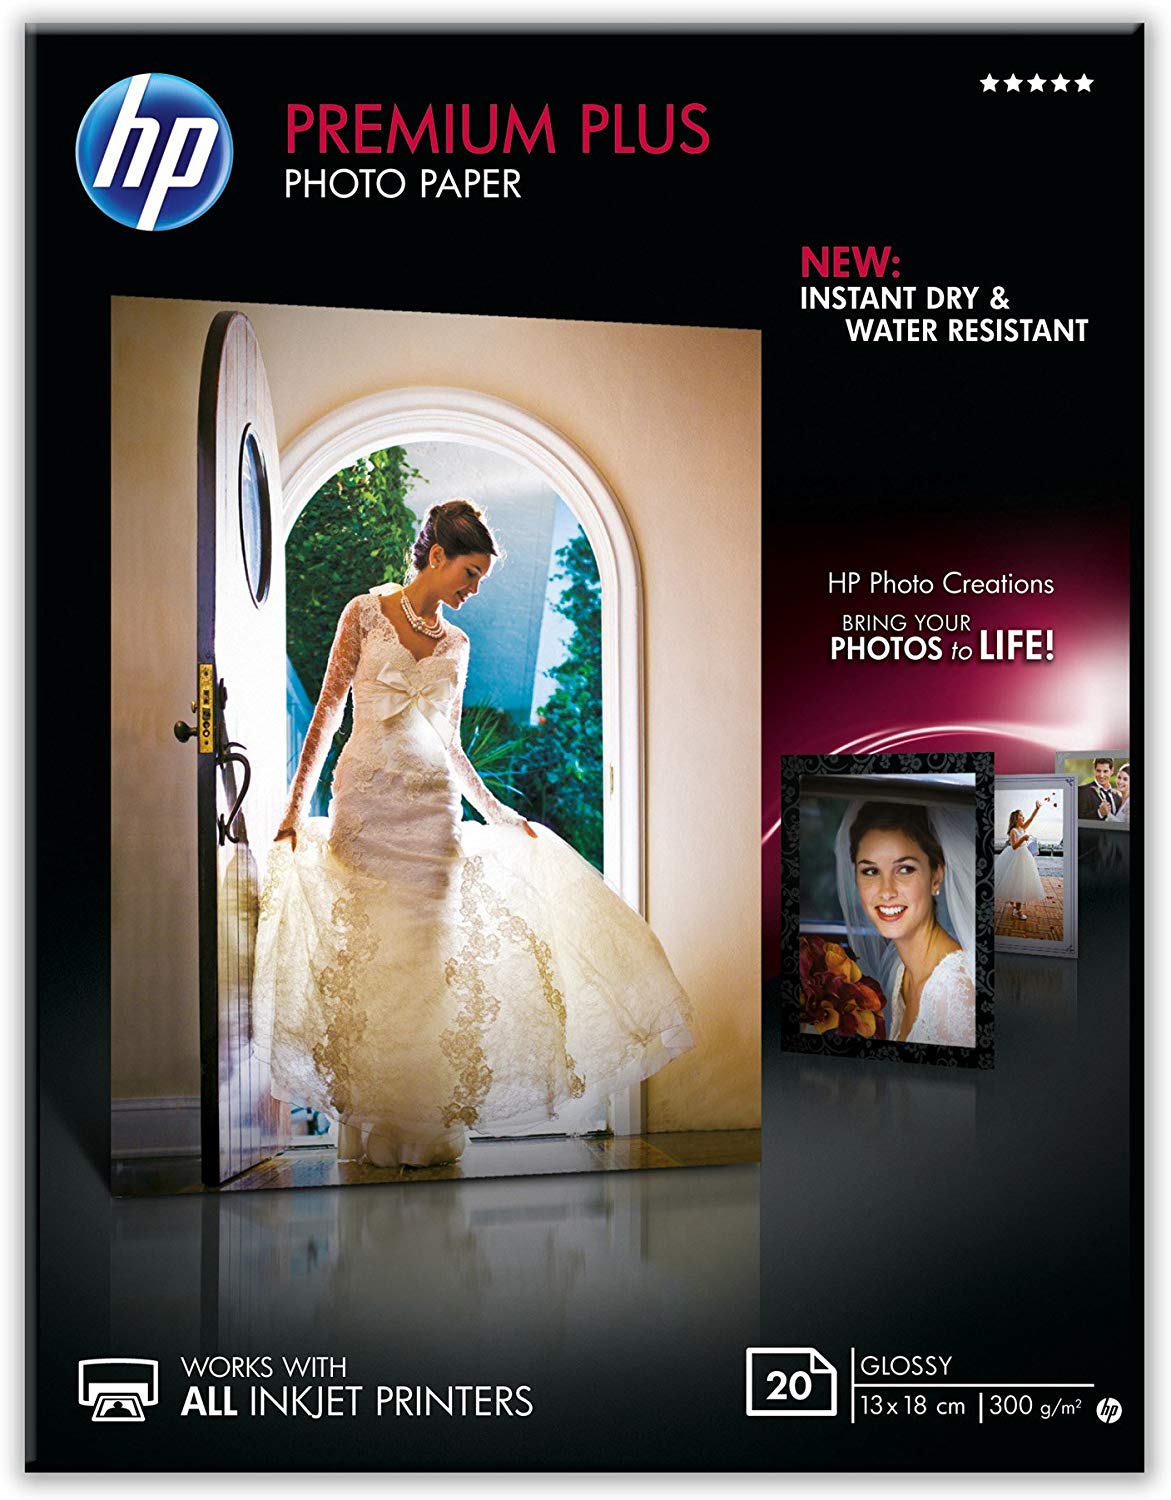 hp
PREMIUM PLUS
PHOTO PAPER
★★★★★
NEW:
INSTANT DRY &
WATER RESISTANT
HP Photo Creations
BRING YOUR
PHOTOS to LIFE!
WORKS WITH
ALL INKJET PRINTERS
20
GLOSSY
13 x 18 cm | 300 g/m²
hp